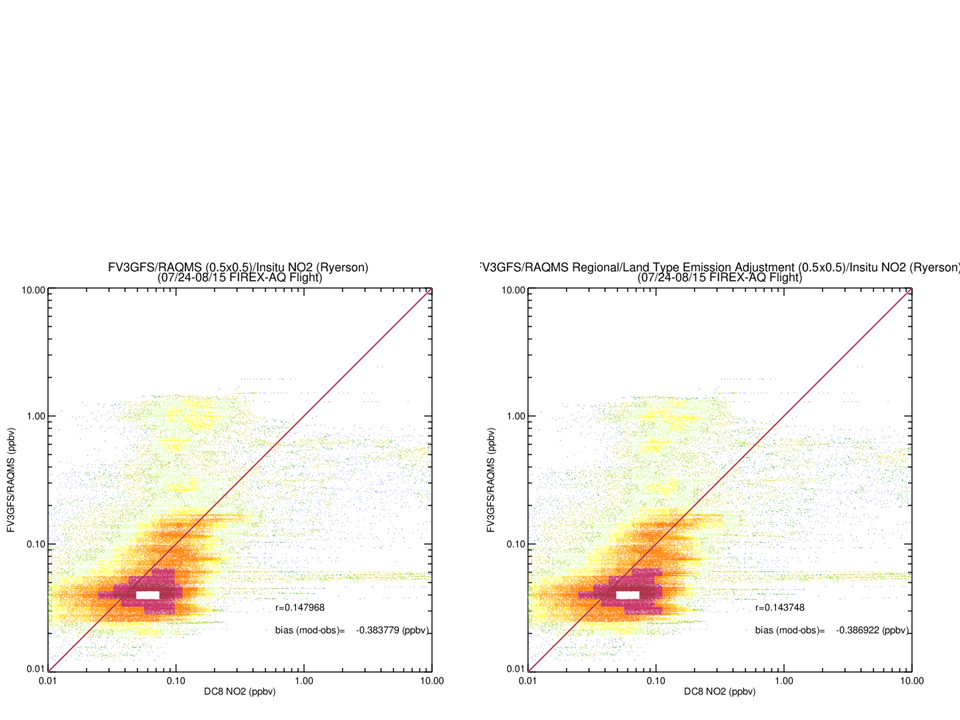 FV3GFS/RAQMS (0.5x0.5)/Insitu NO2 (Ryerson)
(07/24-08/15 FIREX-AQ Flight)
10.00
1.00
0.10
0.01
FV3GFS/RAQMS (ppbv)
r=0.147968
bias (mod-obs)= -0.383779 (ppbv)
0.01 0.10 1.00 10.00
DC8 NO2 (ppbv)
FV3GFS/RAQMS Regional/Land Type Emission Adjustment (0.5x0.5)/Insitu NO2 (Ryerson)
(07/24-08/15 FIREX-AQ Flight)
10.00
1.00
0.10
0.01
FV3GFS/RAQMS (ppbv)
r=0.143748
bias (mod-obs)= -0.386922 (ppbv)
0.01 0.10 1.00 10.00
DC8 NO2 (ppbv)